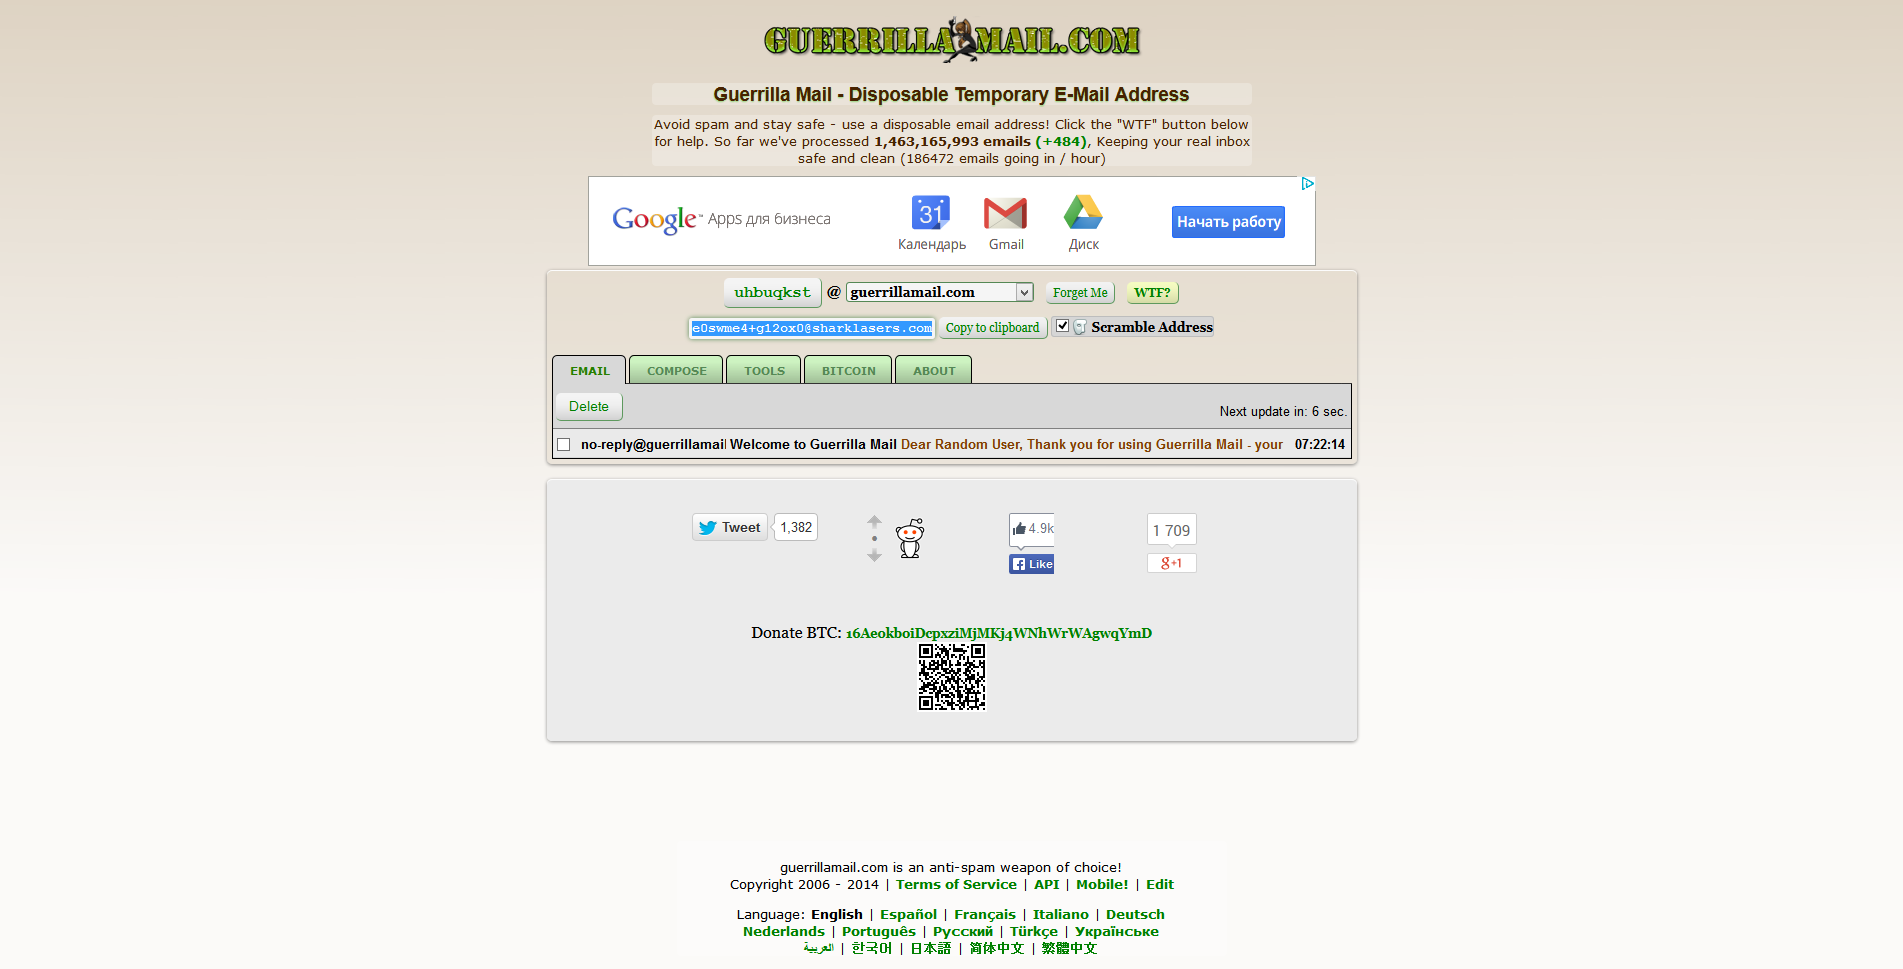 GUERRILLA MAIL.COM
Guerrilla Mail - Disposable Temporary E-Mail Address
Avoid spam and stay safe - use a disposable email address! Click the "WTF" button below
for help. So far we've processed 1,463,165,993 emails (+484), Keeping your real inbox
safe and clean (186472 emails going in / hour)
Google™ Apps для бизнеса
31
Календарь Gmail Диск
Начать работу
uhbuqkst @ guerrillamail.com Forget Me WTF?
e0swme4+g12ox0@sharklasers.com Copy to clipboard Scramble Address
EMAIL COMPOSE TOOLS BITCOIN ABOUT
Delete Next update in: 6 sec.
no-reply@guerrillamail Welcome to Guerrilla Mail Dear Random User, Thank you for using Guerrilla Mail - your 07:22:14
Tweet 1,382 4.9k 1 709
Like g+1
Donate BTC: 16AeokboiDcpxziMjMKj4WNhWrWAgwqYmD
guerrillamail.com is an anti-spam weapon of choice!
Copyright 2006 - 2014 | Terms of Service | API | Mobile! | Edit
Language: English | Español | Français | Italiano | Deutsch
Nederlands | Português | Русский | Türkçe | Українське
العربية | 한국어 | 日本語 | 简体中文 | 繁體中文